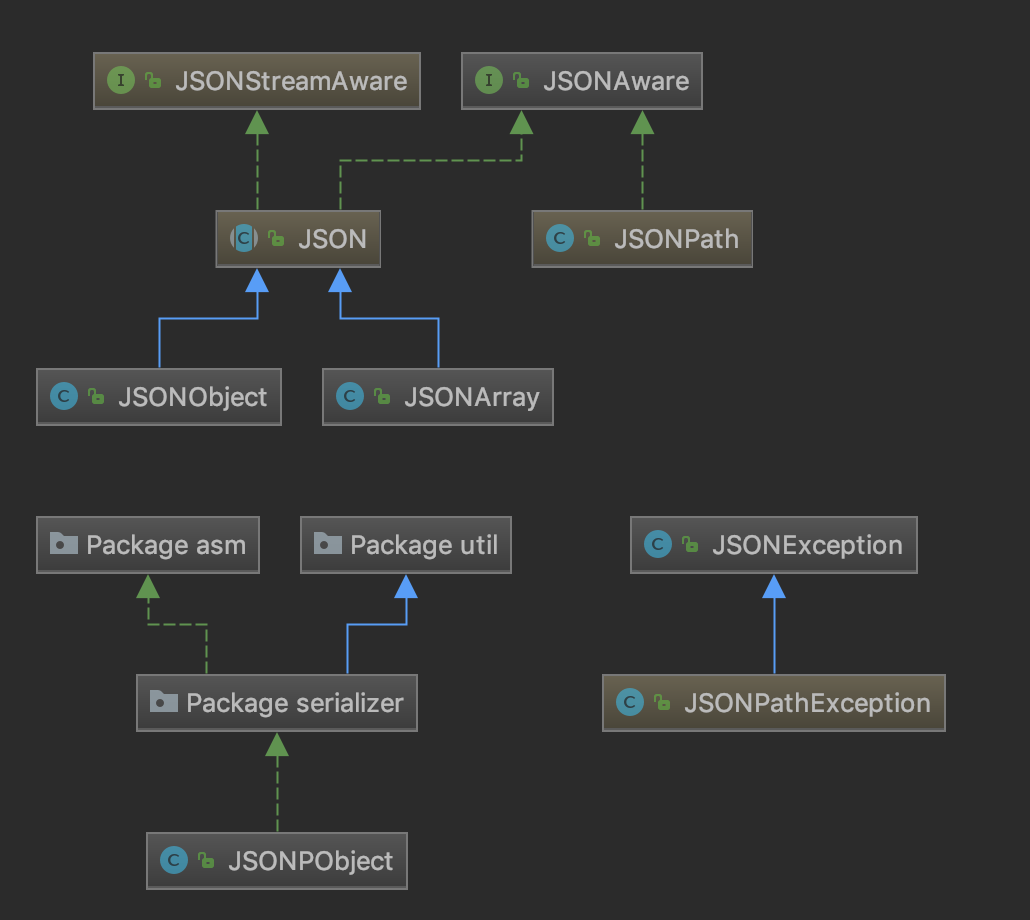 JSONStreamAware
JSONAware
JSON
JSONPath
JSONObject
JSONArray
Package asm
Package util
JSONException
Package serializer
JSONPathException
JSONPObject